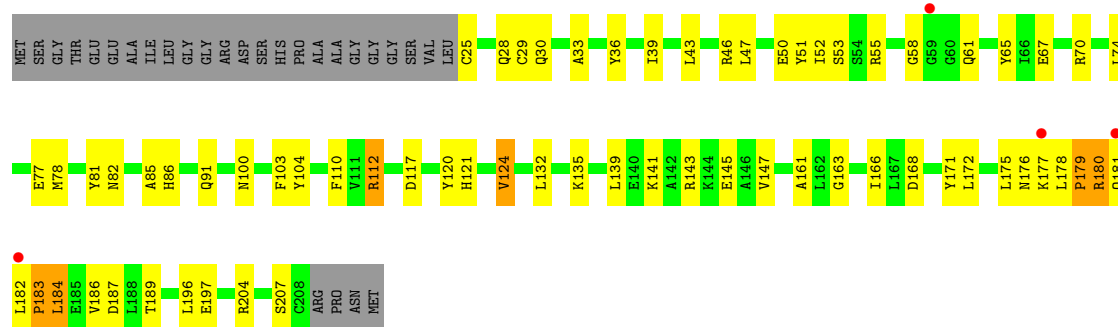 MET SER GLY THR GLU GLU ALA ILE LEU GLY GLY ARG ASP SER HIS PRO ALA ALA GLY GLY GLY SER VAL LEU C25 Q28 C29 Q30 A33 Y36 I39 L43 R46 L47 E50 Y51 I52 S53 S54 R55 G58 G59 G60 Q61 Y65 I66 E67 R70 L74
E77 M78 Y81 N82 A85 H86 Q91 N100 F103 Y104 F110 V111 R112 D117 Y120 H121 V124 L132 K135 L139 E140 K141 A142 R143 K144 E145 A146 V147 A161 L162 G163 I166 L167 D168 Y171 L172 L175 N176 K177 L178 P179 R180
L182 P183 L184 E185 V186 D187 L188 T189 L196 E197 R204 S207 C208 ARG PRO ASN MET